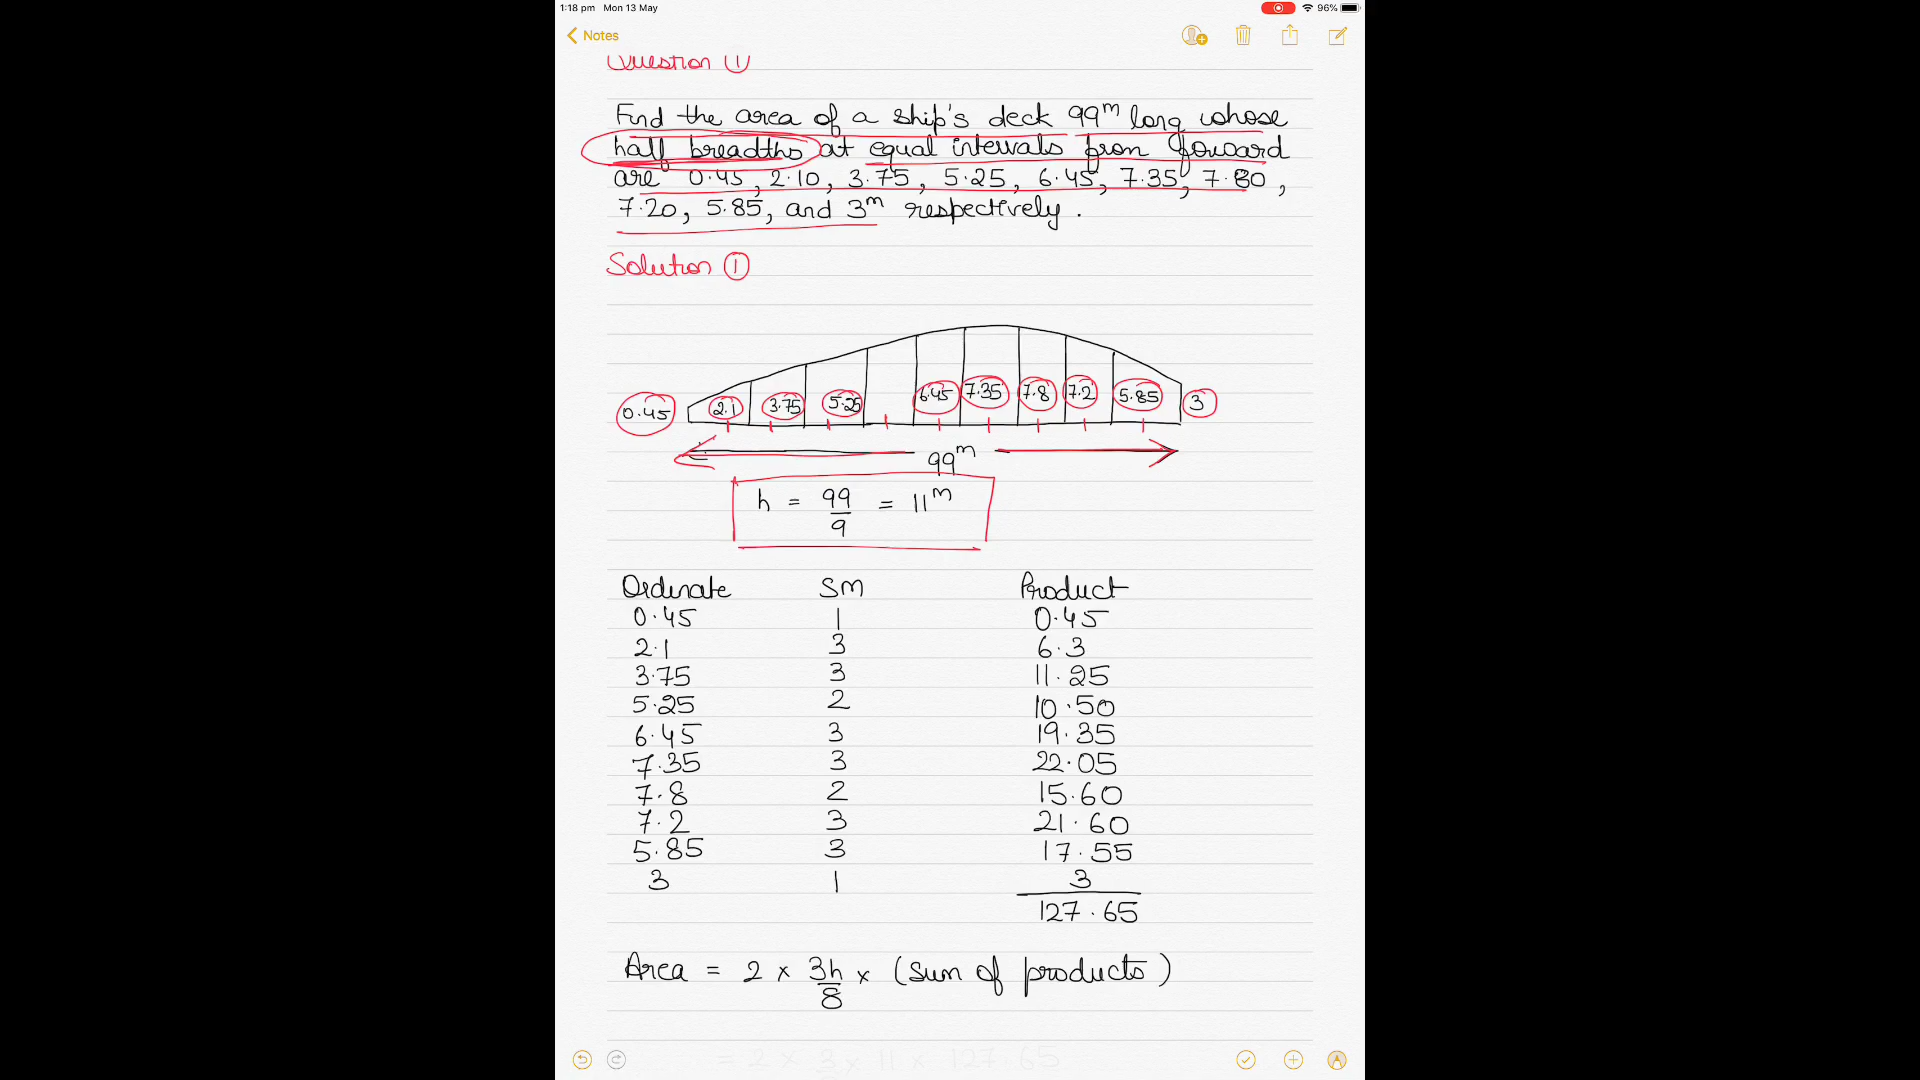 1:18 pm Mon 13 May
96%
Notes
Question 1
Find the area of a ship's deck 99m long whose
half breadths at equal intervals from forward
are 0.45, 2.10, 3.75, 5.25, 6.45, 7.35, 7.80,
7.20, 5.85, and 3m respectively.
Solution 1
0.45 2.1 3.75 5.25 6.45 7.35 7.8 7.2 5.85 3
99m
h = 99/9 = 11m
Ordinate SM Product
0.45 1 0.45
2.1 3 6.3
3.75 3 11.25
5.25 2 10.50
6.45 3 19.35
7.35 3 22.05
7.8 2 15.60
7.2 3 21.60
5.85 3 17.55
3 1 3
127.65
Area = 2 × 3h/8 × (sum of products)
= 2 × 3/8 × 11 × 127.65